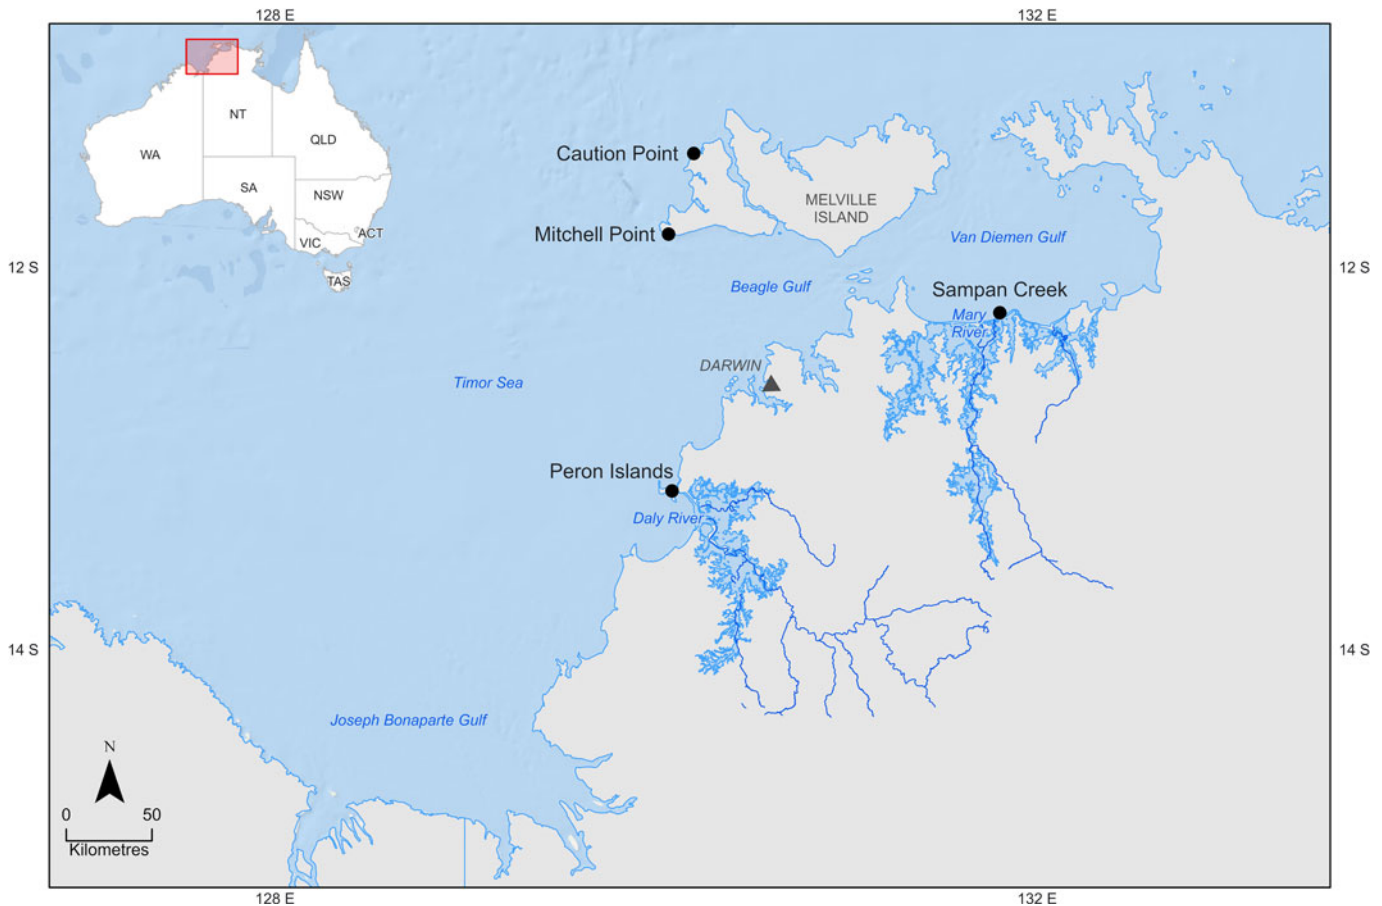 128 E
132 E
NT
QLD
WA
SA
NSW
ACT
VIC
TAS
Caution Point
MELVILLE
ISLAND
Mitchell Point
Van Diemen Gulf
12 S
12 S
Beagle Gulf
Sampan Creek
Mary
River
DARWIN
Timor Sea
Peron Islands
Daly River
14 S
14 S
Joseph Bonaparte Gulf
N
0 50
Kilometres
128 E
132 E